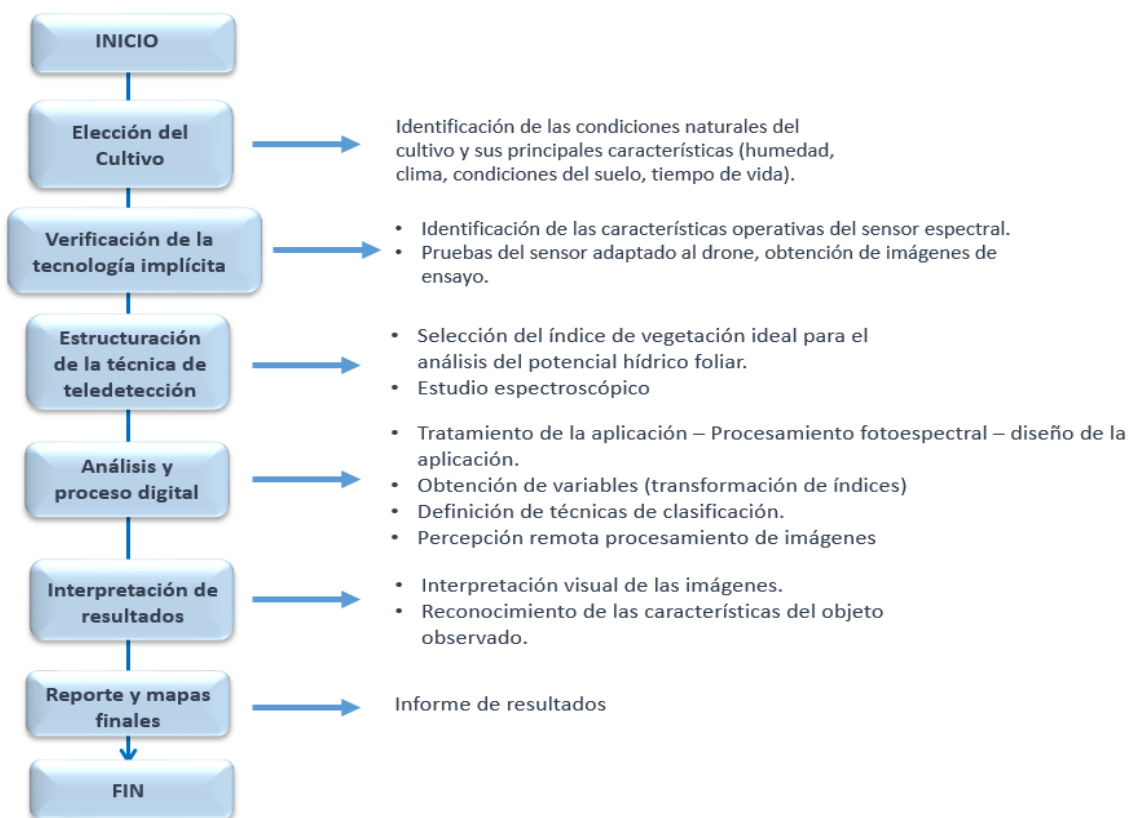 INICIO
Elección del
Cultivo
Identificación de las condiciones naturales del
cultivo y sus principales características (humedad,
clima, condiciones del suelo, tiempo de vida).
Verificación de la
tecnología implícita
• Identificación de las características operativas del sensor espectral.
• Pruebas del sensor adaptado al drone, obtención de imágenes de
ensayo.
Estructuración
de la técnica de
teledetección
• Selección del índice de vegetación ideal para el
análisis del potencial hídrico foliar.
• Estudio espectroscópico
Análisis y
proceso digital
• Tratamiento de la aplicación – Procesamiento fotoespectral – diseño de la
aplicación.
• Obtención de variables (transformación de índices)
• Definición de técnicas de clasificación.
• Percepción remota procesamiento de imágenes
Interpretación de
resultados
• Interpretación visual de las imágenes.
• Reconocimiento de las características del objeto
observado.
Reporte y mapas
finales
Informe de resultados
FIN